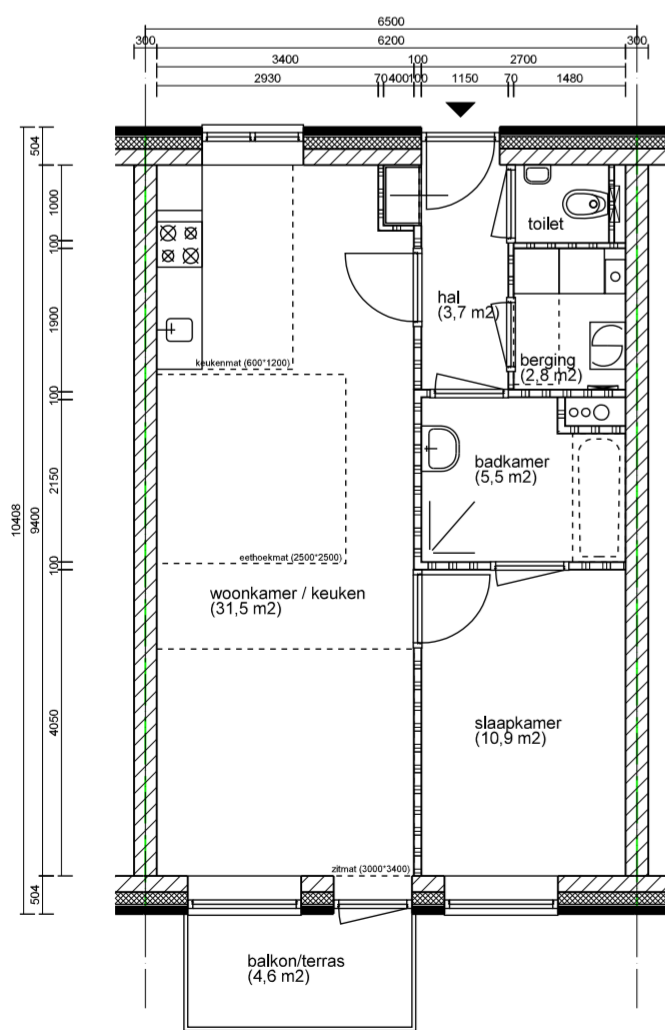 6500
300 6200 300
3400 100 2700
2930 70 400 100 1150 70 1480
504
1000
toilet
100
hal
(3,7 m2)
1900
berging
(2,8 m2)
keukenmat (600*1200)
100
badkamer
(5,5 m2)
2150
10408
9400
eethoekmat (2500*2500)
100
woonkamer / keuken
(31,5 m2)
4050
slaapkamer
(10,9 m2)
zitmat (3000*3400)
504
balkon/terras
(4,6 m2)